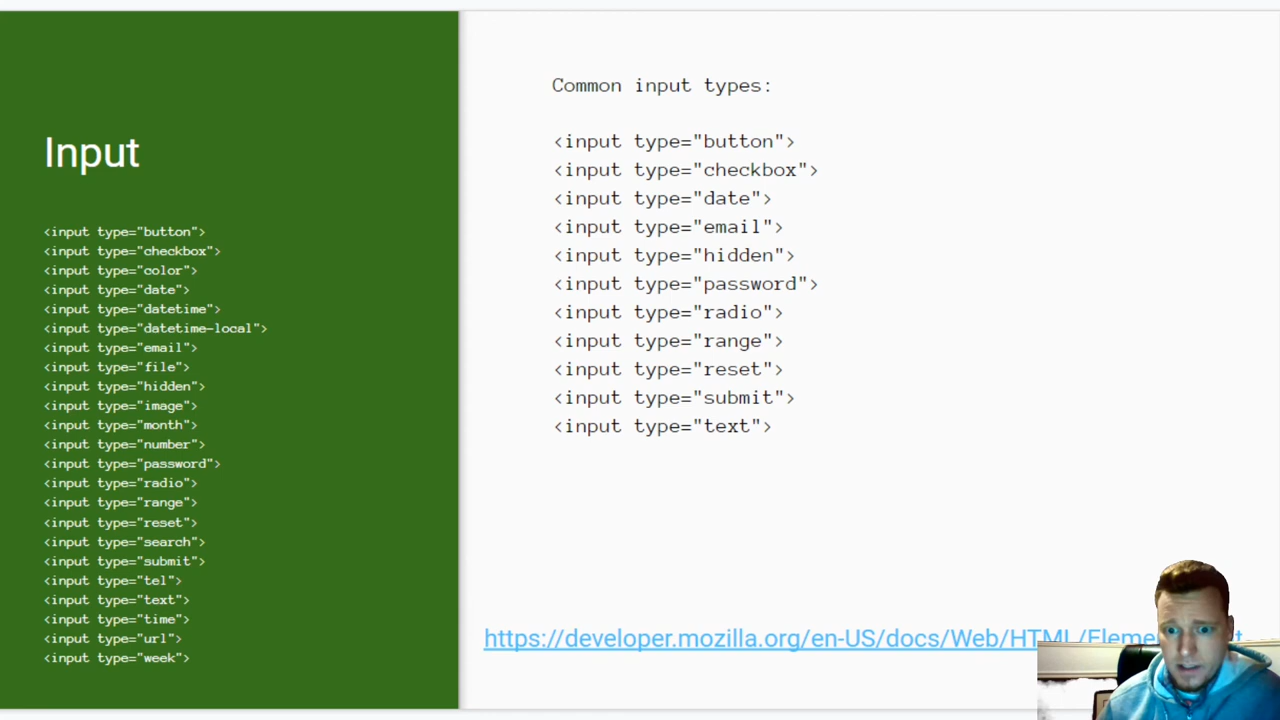 Input
<input type="button">
<input type="checkbox">
<input type="color">
<input type="date">
<input type="datetime">
<input type="datetime-local">
<input type="email">
<input type="file">
<input type="hidden">
<input type="image">
<input type="month">
<input type="number">
<input type="password">
<input type="radio">
<input type="range">
<input type="reset">
<input type="search">
<input type="submit">
<input type="tel">
<input type="text">
<input type="time">
<input type="url">
<input type="week">
Common input types:
<input type="button">
<input type="checkbox">
<input type="date">
<input type="email">
<input type="hidden">
<input type="password">
<input type="radio">
<input type="range">
<input type="reset">
<input type="submit">
<input type="text">
https://developer.mozilla.org/en-US/docs/Web/HTML/Eleme